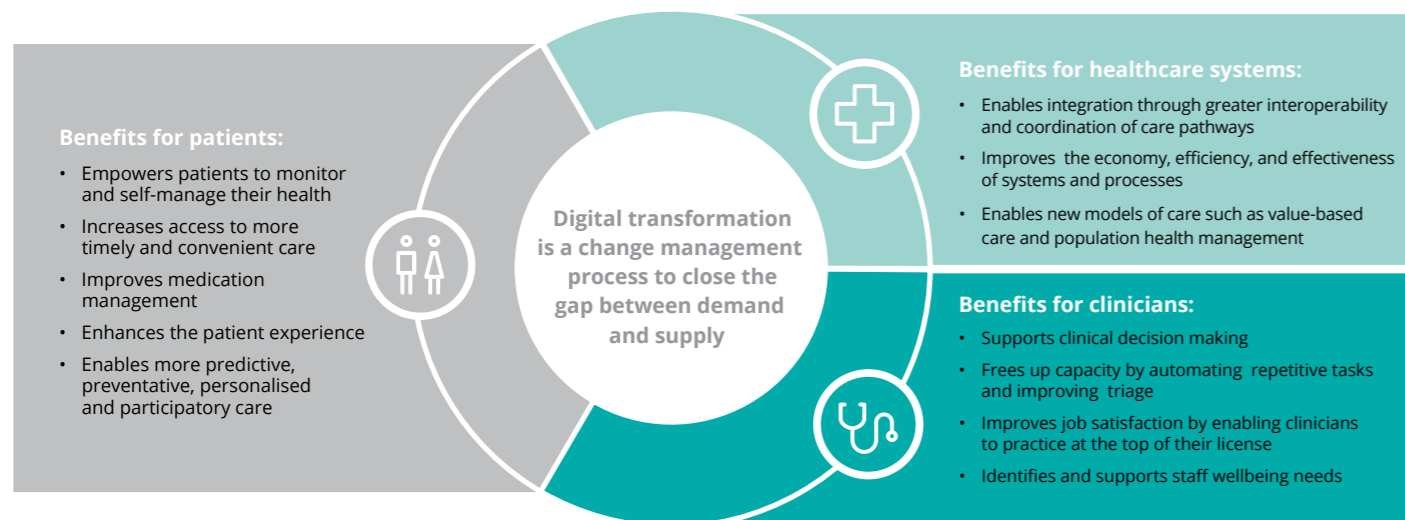 Benefits for patients:
• Empowers patients to monitor
and self-manage their health
• Increases access to more
timely and convenient care
• Improves medication
management
• Enhances the patient experience
• Enables more predictive,
preventative, personalised
and participatory care
Digital transformation
is a change management
process to close the
gap between demand
and supply
Benefits for healthcare systems:
• Enables integration through greater interoperability
and coordination of care pathways
• Improves the economy, efficiency, and effectiveness
of systems and processes
• Enables new models of care such as value-based
care and population health management
Benefits for clinicians:
• Supports clinical decision making
• Frees up capacity by automating repetitive tasks
and improving triage
• Improves job satisfaction by enabling clinicians
to practice at the top of their license
• Identifies and supports staff wellbeing needs